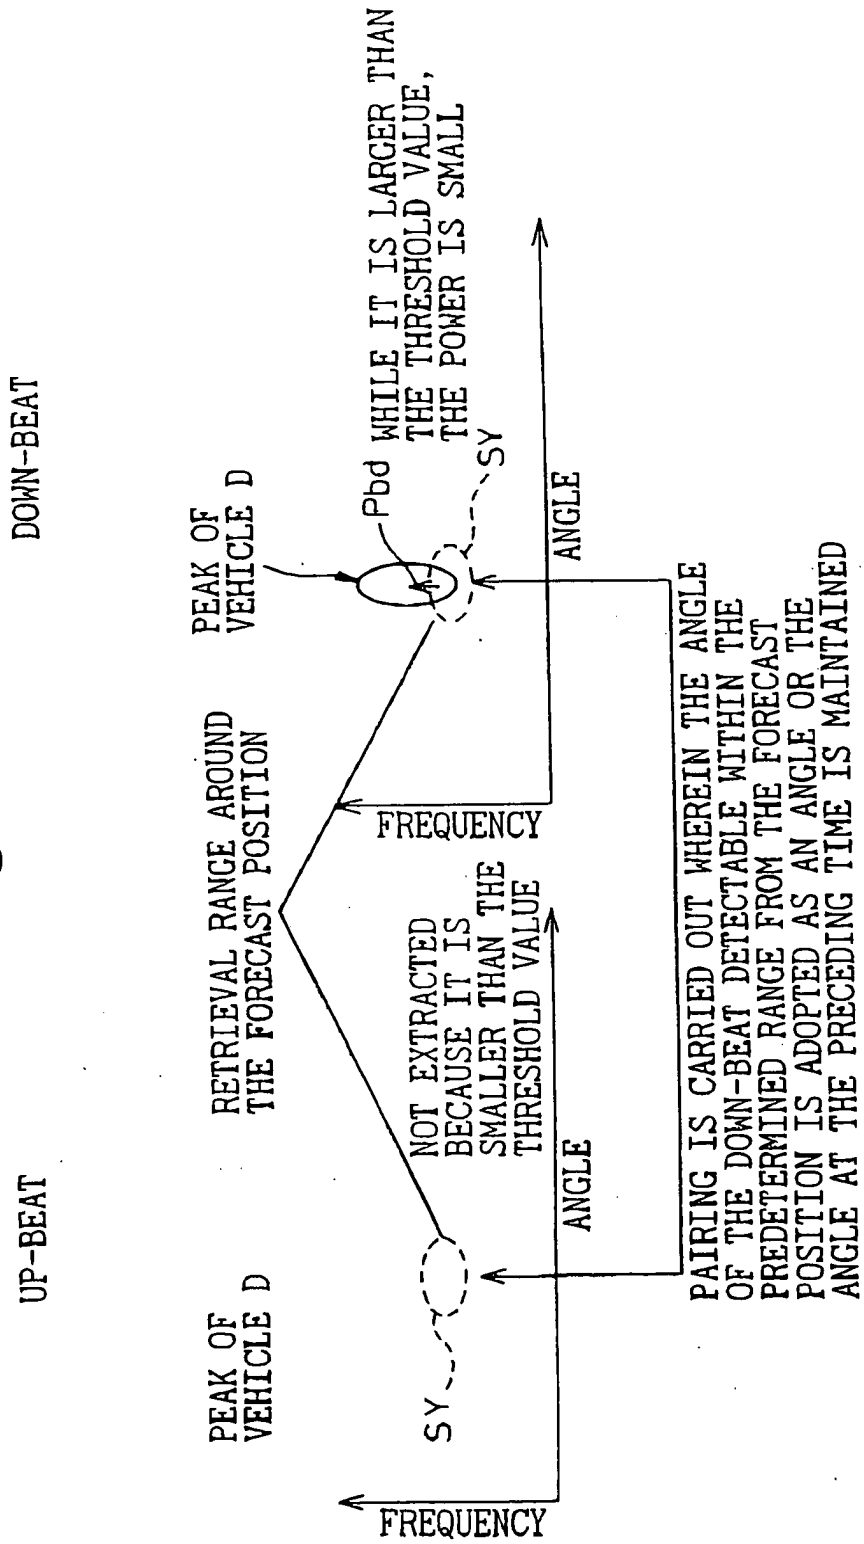 UP-BEAT
DOWN-BEAT
PEAK OF
VEHICLE D
RETRIEVAL RANGE AROUND
THE FORECAST POSITION
PEAK OF
VEHICLE D
Pbd
WHILE IT IS LARGER THAN
THE THRESHOLD VALUE,
THE POWER IS SMALL
SY
SY
NOT EXTRACTED
BECAUSE IT IS
SMALLER THAN THE
THRESHOLD VALUE
FREQUENCY
FREQUENCY
ANGLE
ANGLE
PAIRING IS CARRIED OUT WHEREIN THE ANGLE
OF THE DOWN-BEAT DETECTABLE WITHIN THE
PREDETERMINED RANGE FROM THE FORECAST
POSITION IS ADOPTED AS AN ANGLE OR THE
ANGLE AT THE PRECEDING TIME IS MAINTAINED